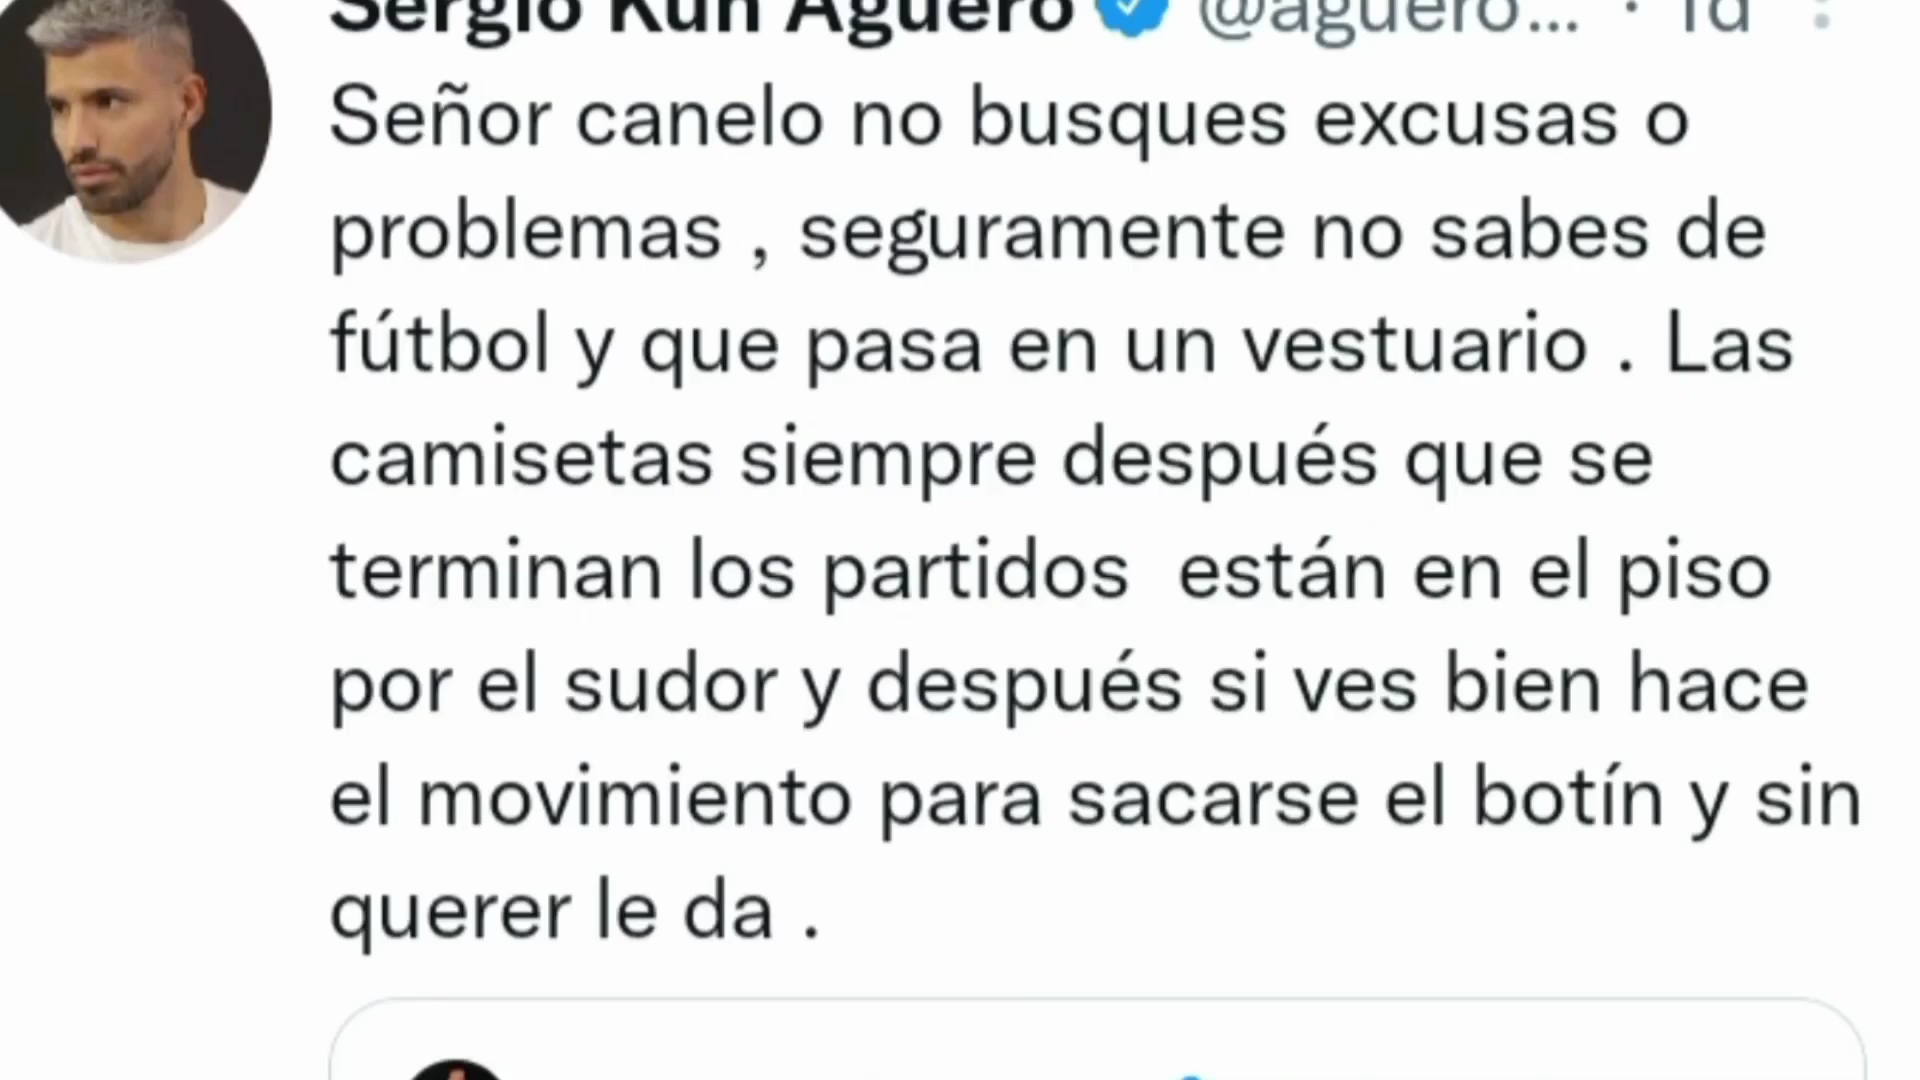 Sergio Kun Agüero @aguero... · 1d
Señor canelo no busques excusas o
problemas , seguramente no sabes de
fútbol y que pasa en un vestuario . Las
camisetas siempre después que se
terminan los partidos  están en el piso
por el sudor y después si ves bien hace
el movimiento para sacarse el botín y sin
querer le da .